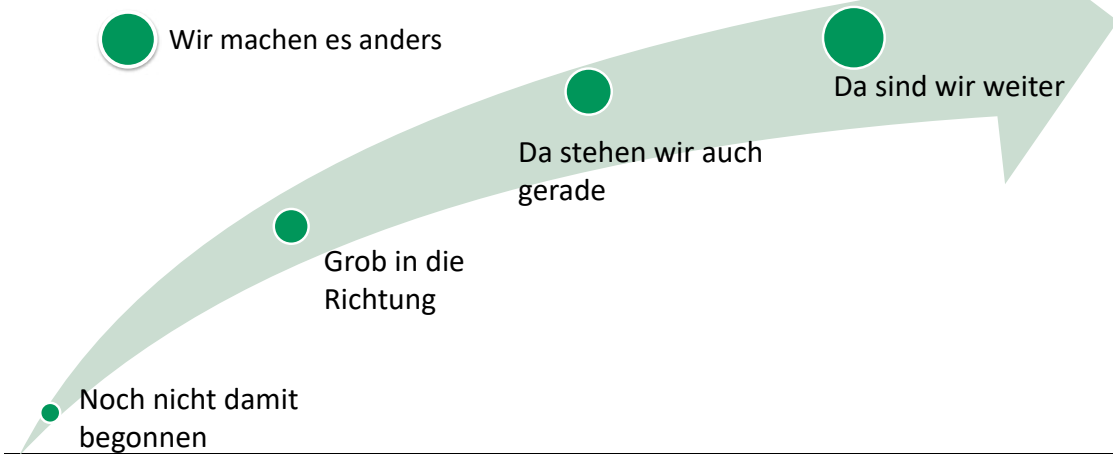 Wir machen es anders
Da sind wir weiter
Da stehen wir auch
gerade
Grob in die
Richtung
Noch nicht damit
begonnen